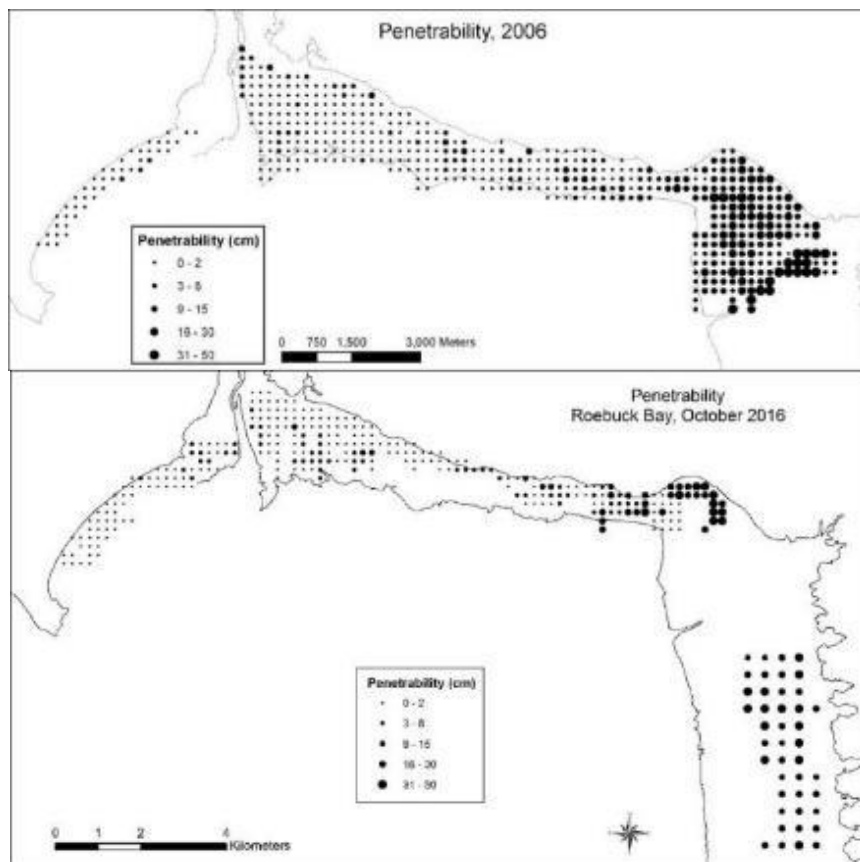 Penetrability, 2006
Penetrability (cm)
0 - 2
3 - 8
9 - 15
16 - 30
31 - 50
0 750 1,500 3,000 Meters
Penetrability
Roebuck Bay, October 2016
Penetrability (cm)
0 - 2
3 - 8
9 - 15
16 - 30
31 - 50
0 1 2 4
Kilometers